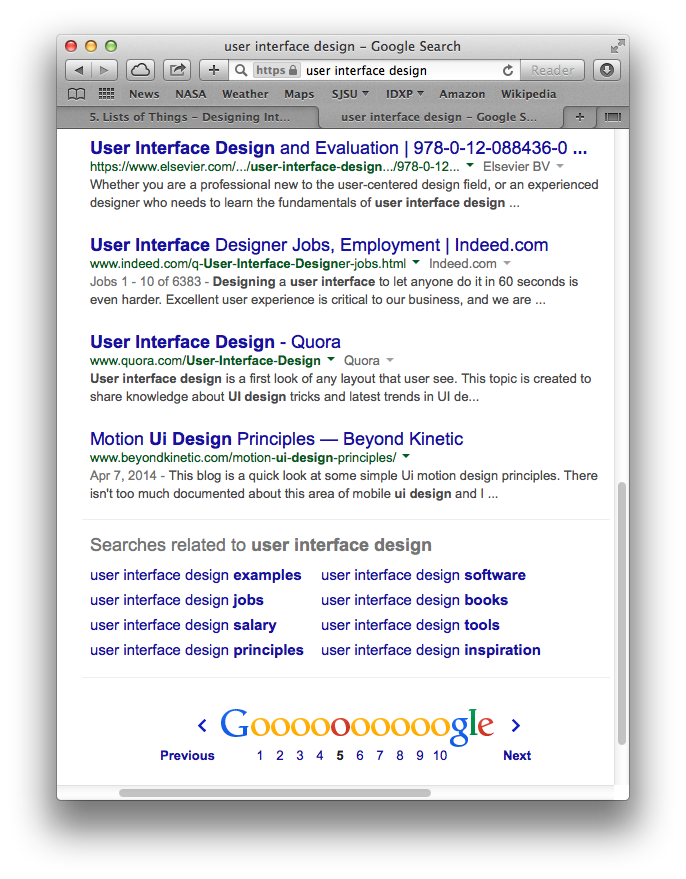 user interface design – Google Search
https user interface design Reader
News NASA Weather Maps SJSU IDXP Amazon Wikipedia
5. Lists of Things – Designing Int... user interface design – Google S...
User Interface Design and Evaluation | 978-0-12-088436-0 ...
https://www.elsevier.com/.../user-interface-design.../978-0-12... Elsevier BV
Whether you are a professional new to the user-centered design field, or an experienced
designer who needs to learn the fundamentals of user interface design ...
User Interface Designer Jobs, Employment | Indeed.com
www.indeed.com/q-User-Interface-Designer-jobs.html Indeed.com
Jobs 1 - 10 of 6383 - Designing a user interface to let anyone do it in 60 seconds is
even harder. Excellent user experience is critical to our business, and we are ...
User Interface Design - Quora
www.quora.com/User-Interface-Design Quora
User interface design is a first look of any layout that user see. This topic is created to
share knowledge about UI design tricks and latest trends in UI de...
Motion Ui Design Principles — Beyond Kinetic
www.beyondkinetic.com/motion-ui-design-principles/
Apr 7, 2014 - This blog is a quick look at some simple Ui motion design principles. There
isn't too much documented about this area of mobile ui design and I ...
Searches related to user interface design
user interface design examples user interface design software
user interface design jobs user interface design books
user interface design salary user interface design tools
user interface design principles user interface design inspiration
Goooooooooogle
Previous 1 2 3 4 5 6 7 8 9 10 Next